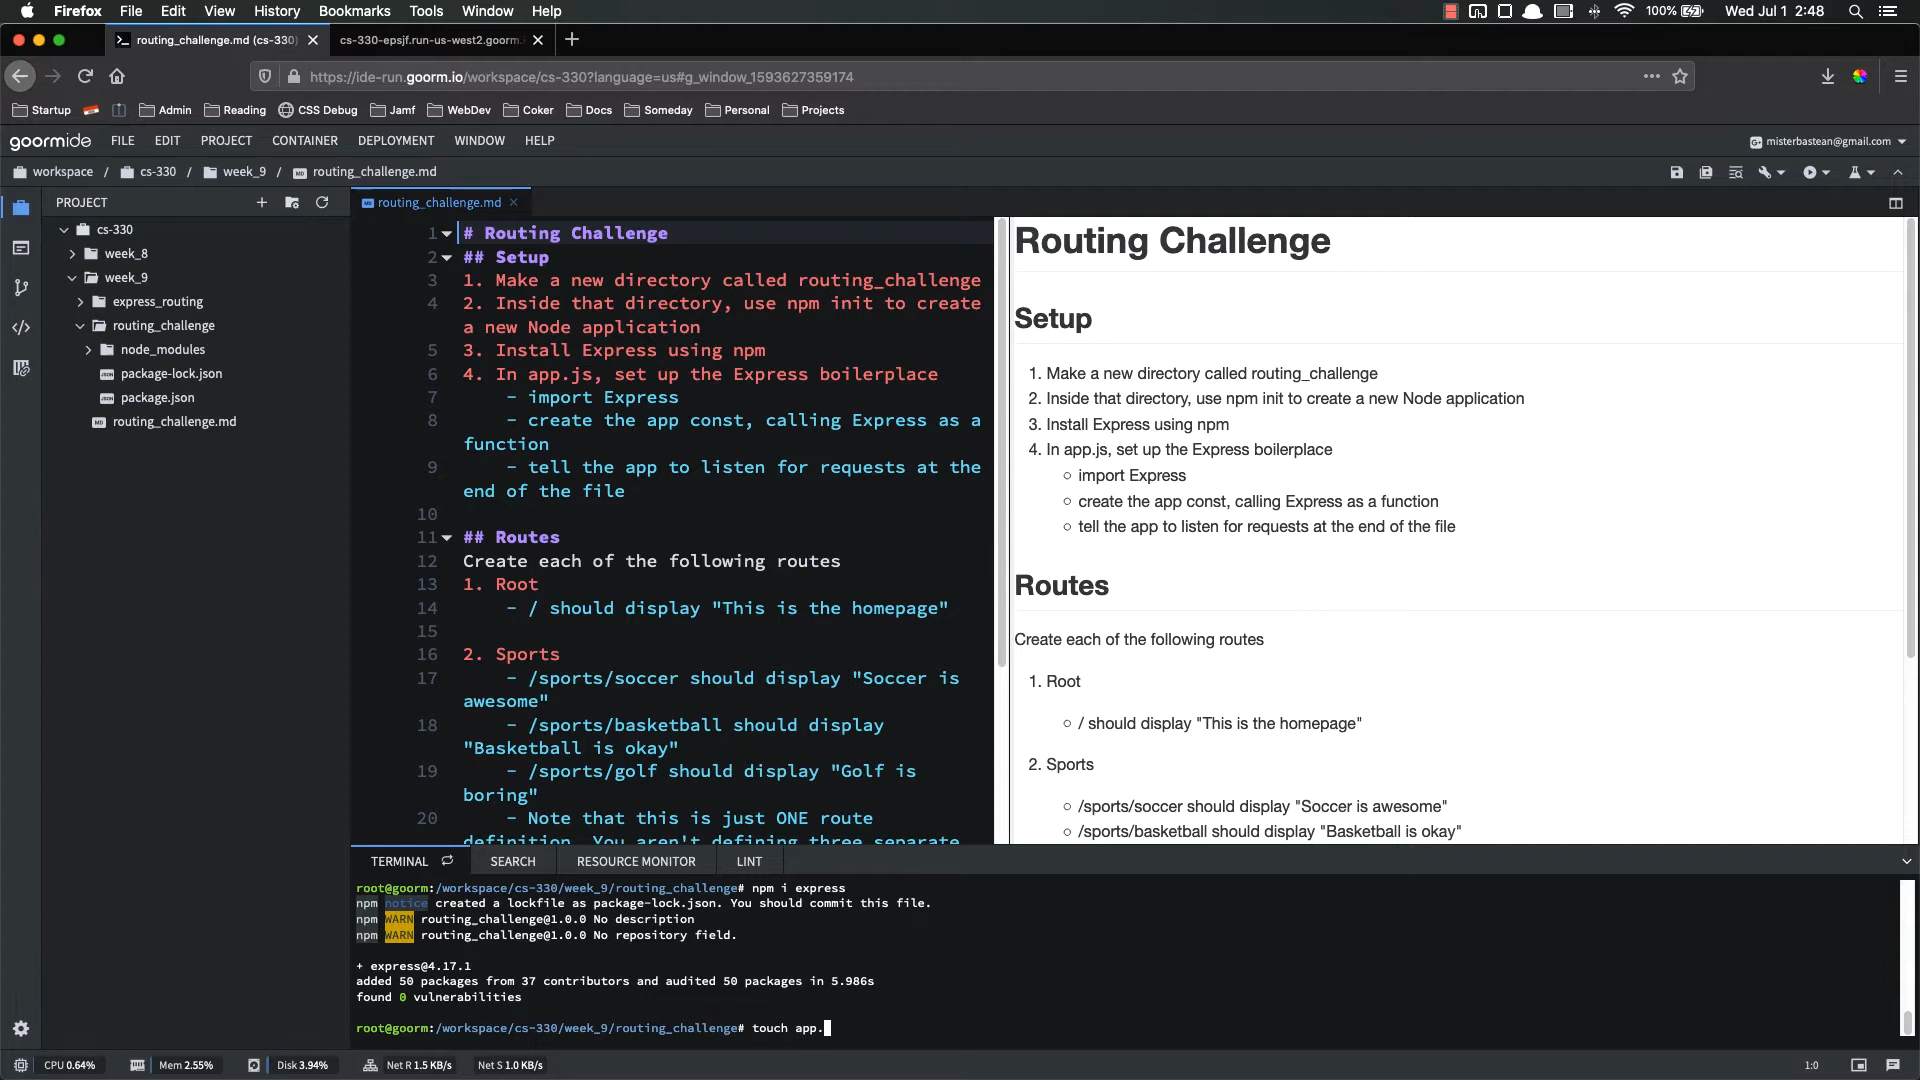 Firefox File Edit View History Bookmarks Tools Window Help 100% Wed Jul 1 2:48
routing_challenge.md (cs-330) cs-330-epsjf.run-us-west2.goorm.
https://ide-run.goorm.io/workspace/cs-330?language=us#g_window_1593627359174
Startup Admin Reading CSS Debug Jamf WebDev Coker Docs Someday Personal Projects
goormide FILE EDIT PROJECT CONTAINER DEPLOYMENT WINDOW HELP misterbastean@gmail.com
workspace / cs-330 / week_9 / routing_challenge.md
PROJECT
cs-330
week_8
week_9
express_routing
routing_challenge
node_modules
package-lock.json
package.json
routing_challenge.md
routing_challenge.md
1 # Routing Challenge
2 ## Setup
3 1. Make a new directory called routing_challenge
4 2. Inside that directory, use npm init to create
a new Node application
5 3. Install Express using npm
6 4. In app.js, set up the Express boilerplace
7 - import Express
8 - create the app const, calling Express as a
function
9 - tell the app to listen for requests at the
end of the file
10
11 ## Routes
12 Create each of the following routes
13 1. Root
14 - / should display "This is the homepage"
15
16 2. Sports
17 - /sports/soccer should display "Soccer is
awesome"
18 - /sports/basketball should display
"Basketball is okay"
19 - /sports/golf should display "Golf is
boring"
20 - Note that this is just ONE route
definition. You aren't defining three separate
Routing Challenge
Setup
1. Make a new directory called routing_challenge
2. Inside that directory, use npm init to create a new Node application
3. Install Express using npm
4. In app.js, set up the Express boilerplace
import Express
create the app const, calling Express as a function
tell the app to listen for requests at the end of the file
Routes
Create each of the following routes
1. Root
/ should display "This is the homepage"
2. Sports
/sports/soccer should display "Soccer is awesome"
/sports/basketball should display "Basketball is okay"
TERMINAL SEARCH RESOURCE MONITOR LINT
root@goorm:/workspace/cs-330/week_9/routing_challenge# npm i express
npm notice created a lockfile as package-lock.json. You should commit this file.
npm WARN routing_challenge@1.0.0 No description
npm WARN routing_challenge@1.0.0 No repository field.
+ express@4.17.1
added 50 packages from 37 contributors and audited 50 packages in 5.986s
found 0 vulnerabilities
root@goorm:/workspace/cs-330/week_9/routing_challenge# touch app.
CPU 0.64% Mem 2.55% Disk 3.94% Net R 1.5 KB/s Net S 1.0 KB/s 1:0